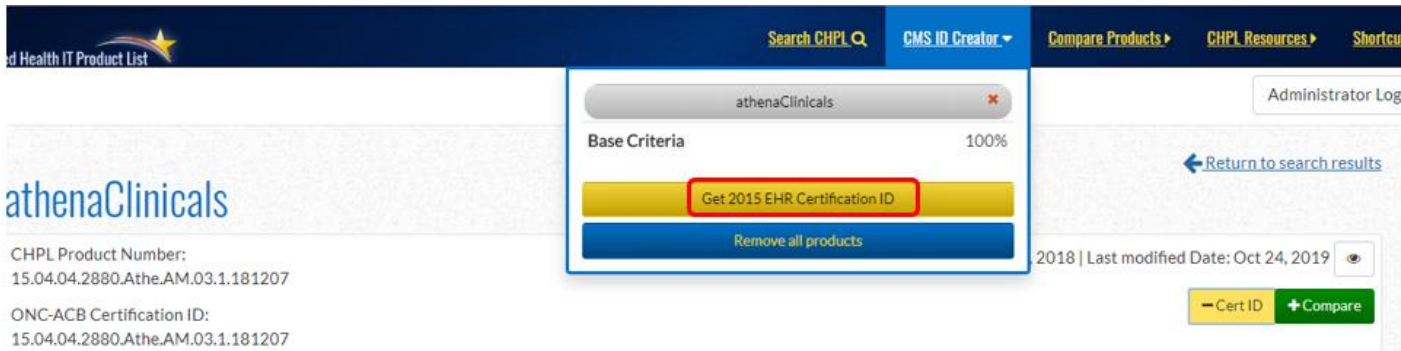 Search CHPL
CMS ID Creator
Compare Products
CHPL Resources
Health IT Product List
athenaClinicals
Administrator
Base Criteria 100%
Return to search results
athenaClinicals
Get 2015 EHR Certification ID
Remove all products
CHPL Product Number:
2018 | Last modified Date: Oct 24, 2019
15.04.04.2880.Athe.AM.03.1.181207
Cert ID
Compare
ONC-ACB Certification ID:
15.04.04.2880.Athe.AM.03.1.181207